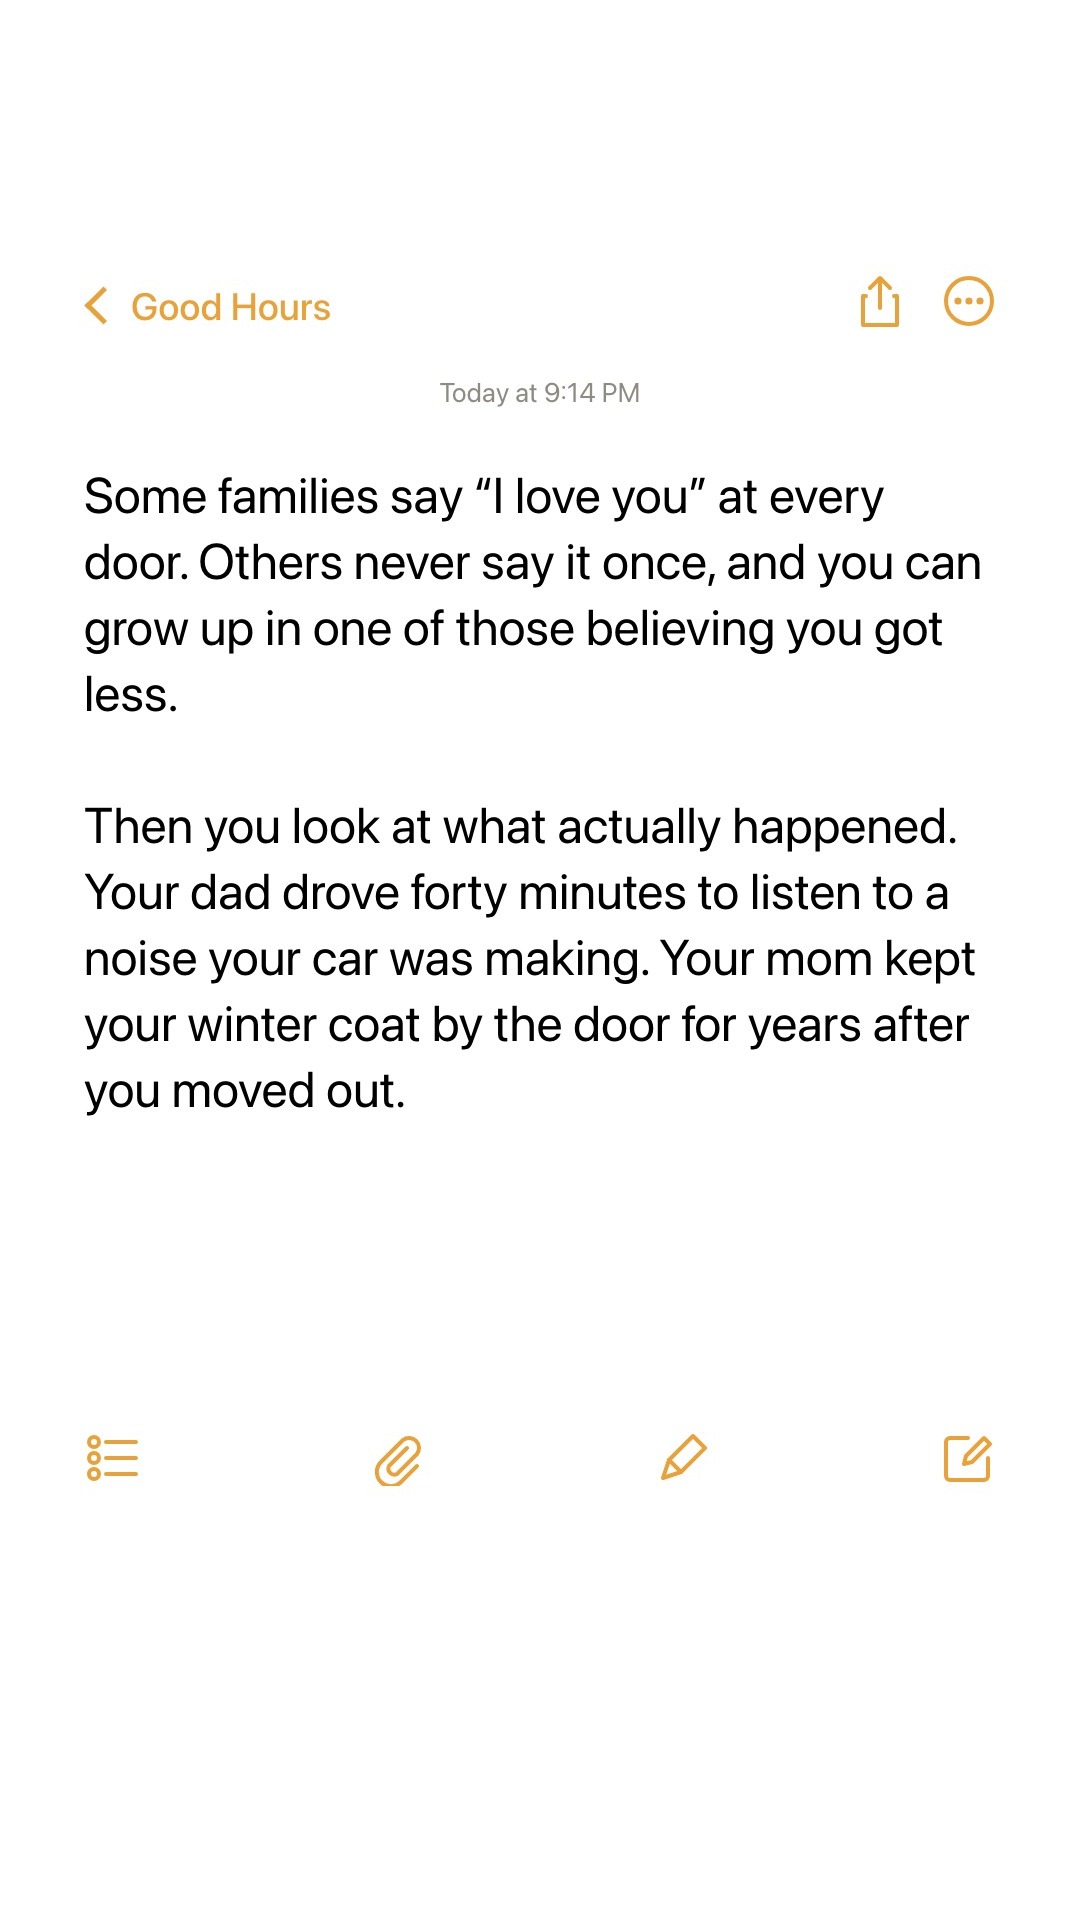 Good Hours
Today at 9:14 PM
Some families say “I love you” at every
door. Others never say it once, and you can
grow up in one of those believing you got
less.
Then you look at what actually happened.
Your dad drove forty minutes to listen to a
noise your car was making. Your mom kept
your winter coat by the door for years after
you moved out.